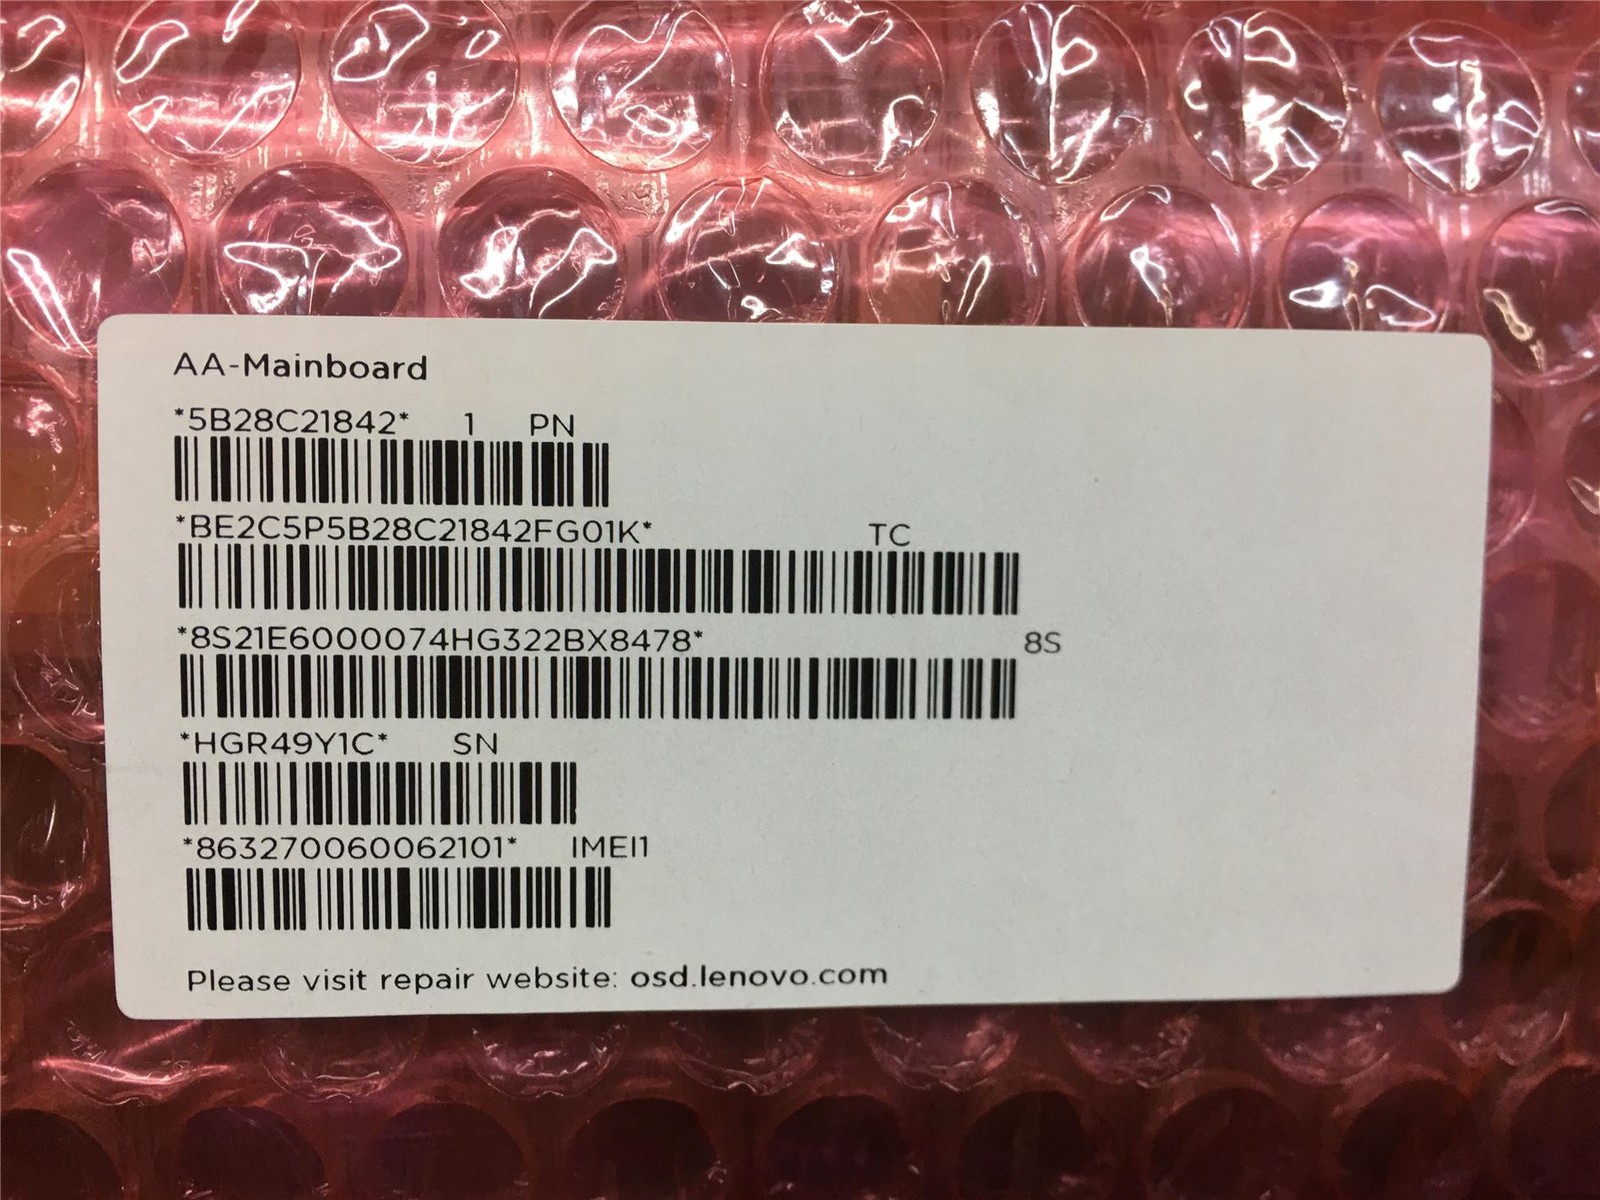 AA-Mainboard
*5B28C21842* 1 PN
*BE2C5P5B28C21842FG01K* TC
*8S21E6000074HG322BX8478* 8S
*HGR49Y1C* SN
*863270060062101* IMEI1
Please visit repair website: osd.lenovo.com